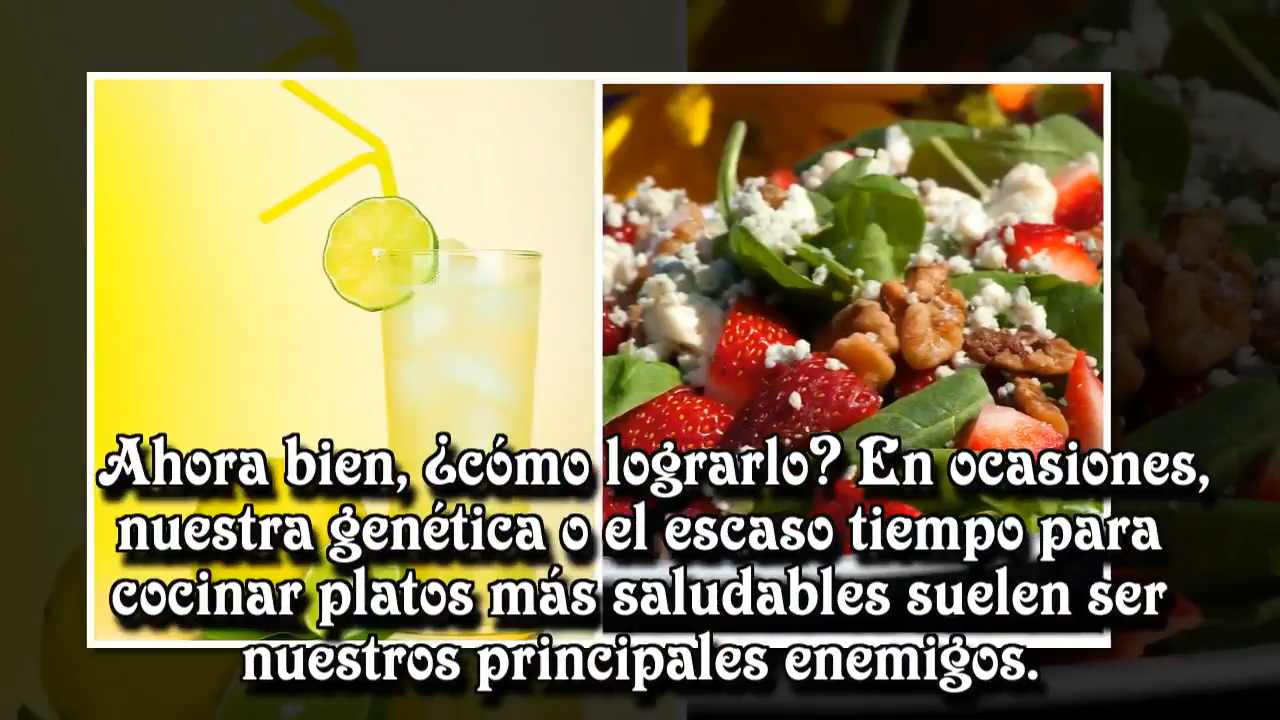 Ahora bien, ¿cómo lograrlo? En ocasiones,
nuestra genética o el escaso tiempo para
cocinar platos más saludables suelen ser
nuestros principales enemigos.